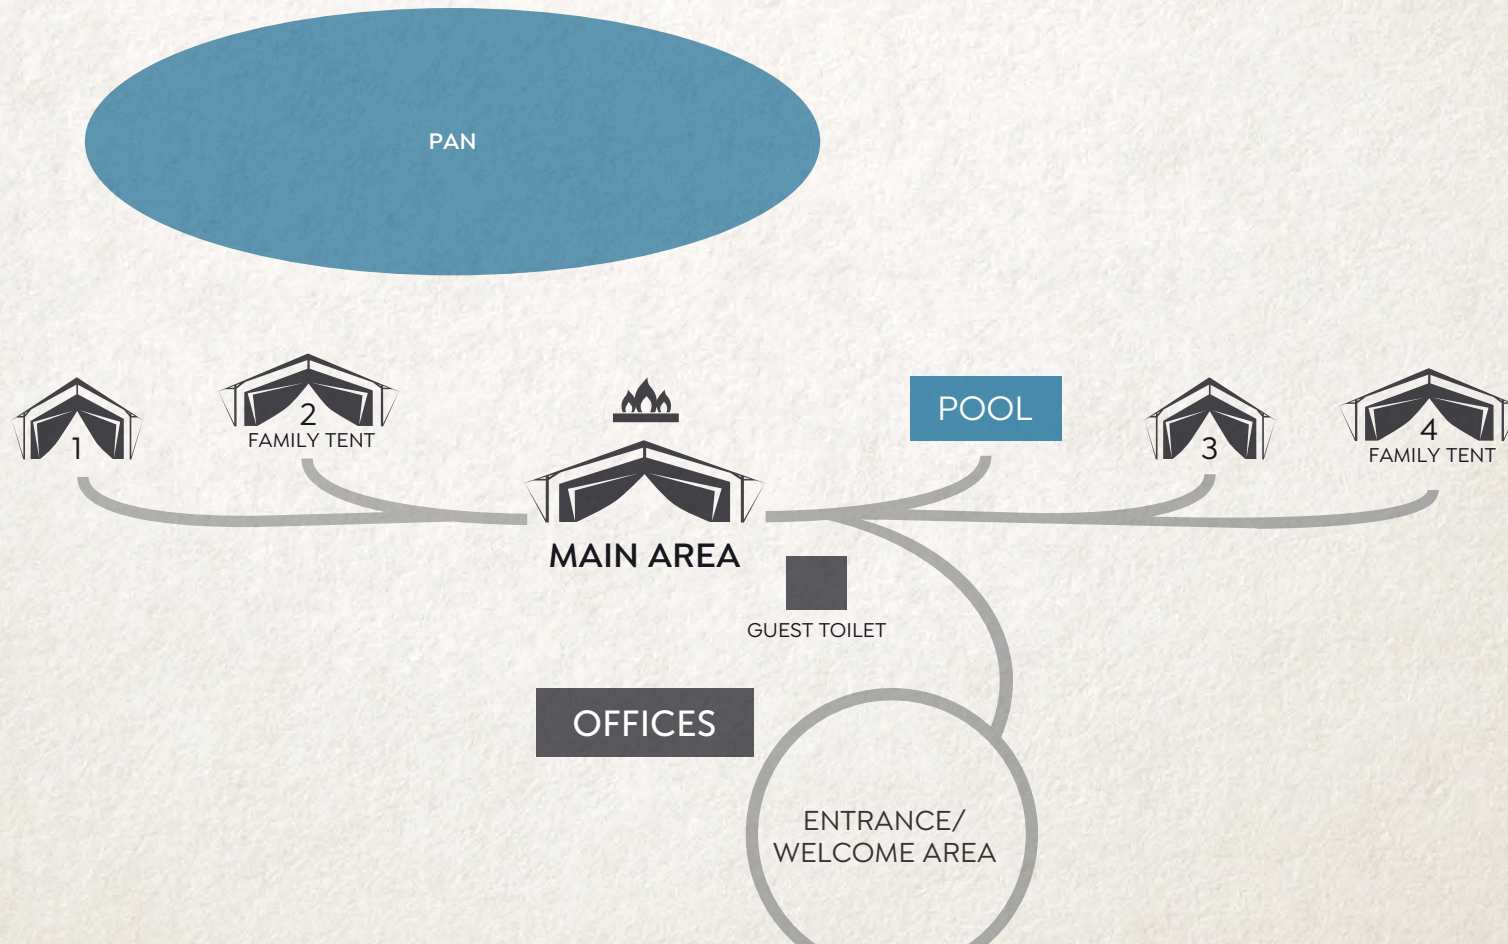 PAN
1
2
FAMILY TENT
POOL
3
4
FAMILY TENT
MAIN AREA
GUEST TOILET
OFFICES
ENTRANCE/
WELCOME AREA